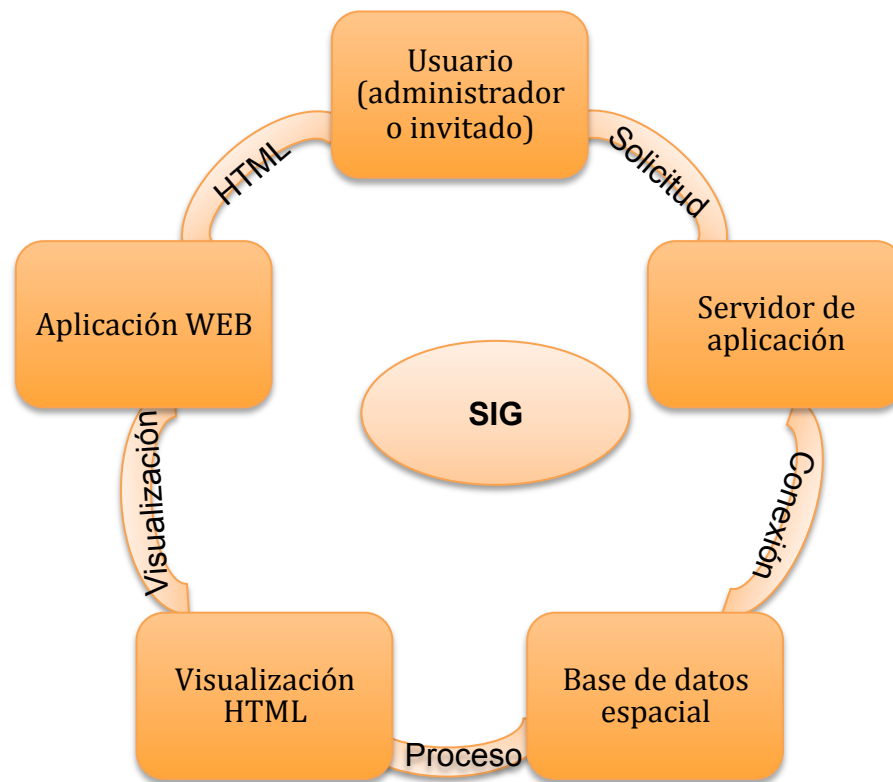 Usuario
(administrador
o invitado)
HTML
Solicitud
Aplicación WEB
Servidor de
aplicación
SIG
Visualización
Conexión
Visualización
HTML
Base de datos
espacial
Proceso